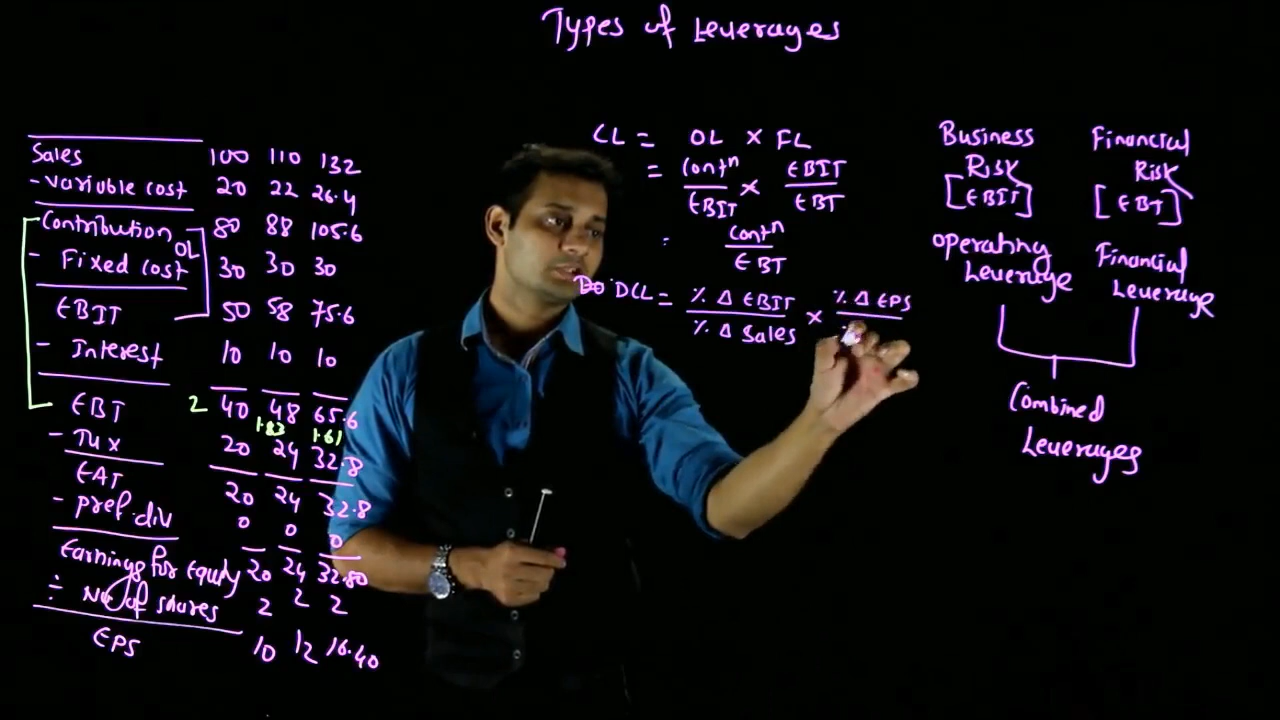 Types of Leverages
Sales 100 110 132
- Variable cost 20 22 26.4
Contribution 80 88 105.6
OL
- Fixed cost 30 30 30
EBIT 50 58 75.6
- Interest 10 10 10
EBT 2 40 48 65.6
1.83 1.61
- Tax 20 24 32.8
EAT 20 24 32.8
- pref. div 0 0 0
Earnings for Equity 20 24 32.80
÷ No of shares 2 2 2
EPS 10 12 16.40
CL = OL × FL
= Contⁿ / EBIT × EBIT / EBT
= Contⁿ / EBT
DCL = % Δ EBIT / % Δ Sales × % Δ EPS
Business Risk
[EBIT]
Operating
Leverage
Financial
Risk
[EBT]
Financial
Leverage
Combined
Leverages